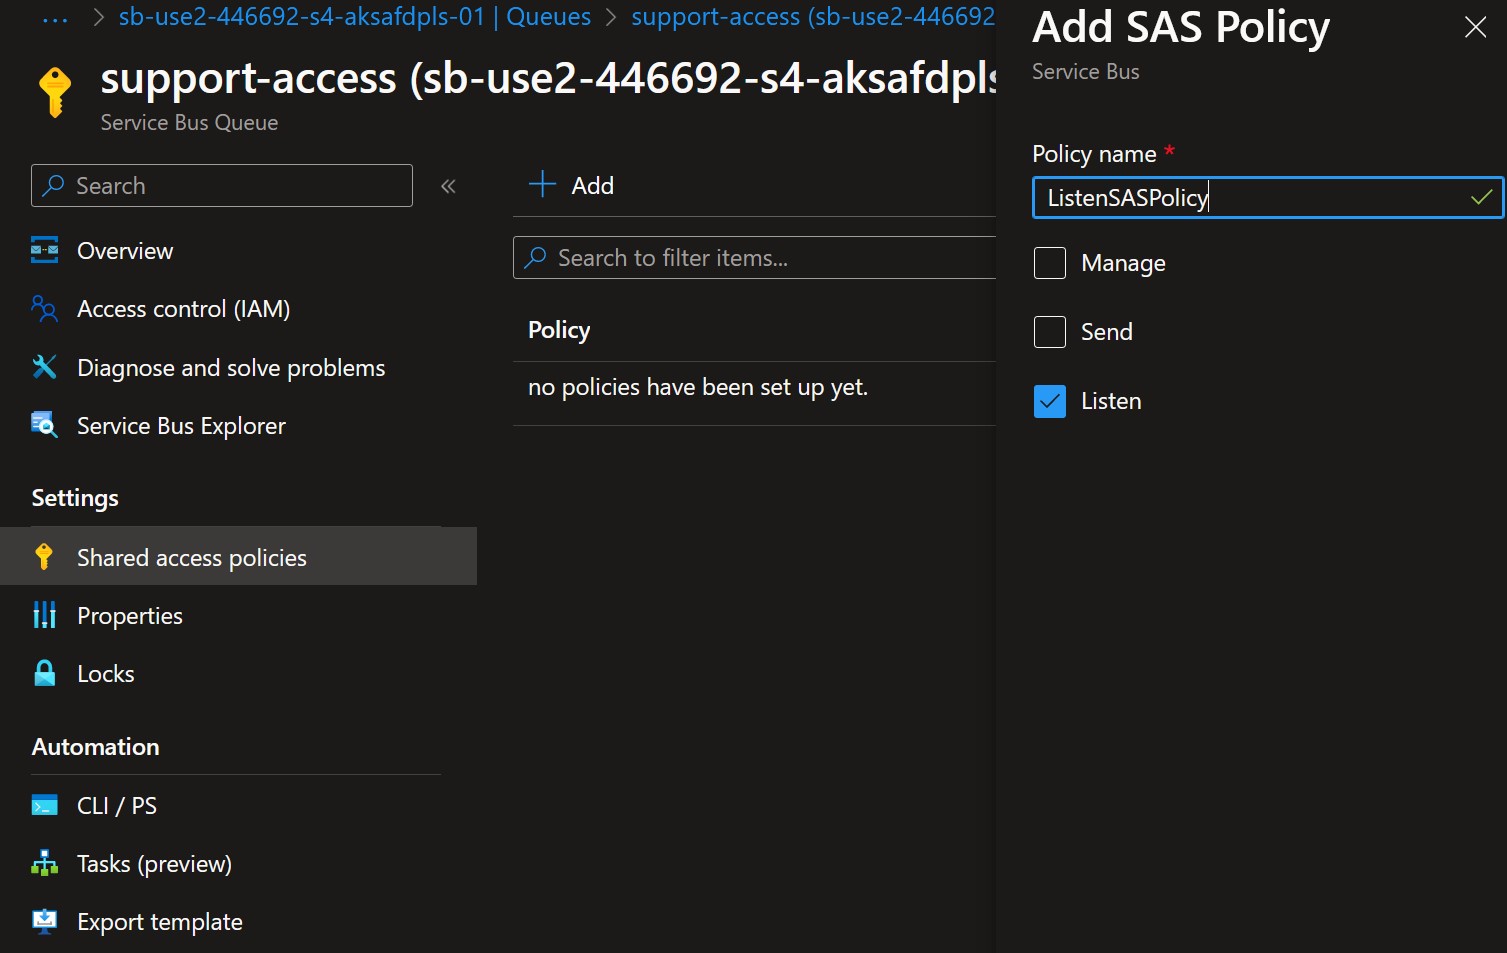 ... > sb-use2-446692-s4-aksafdpls-01 | Queues > support-access (sb-use2-446692
support-access (sb-use2-446692-s4-aksafdpls
Service Bus Queue
Search
«
Overview
Access control (IAM)
Diagnose and solve problems
Service Bus Explorer
Settings
Shared access policies
Properties
Locks
Automation
CLI / PS
Tasks (preview)
Export template
Add
Search to filter items...
Policy
no policies have been set up yet.
Add SAS Policy
Service Bus
Policy name *
ListenSASPolicy
Manage
Send
Listen